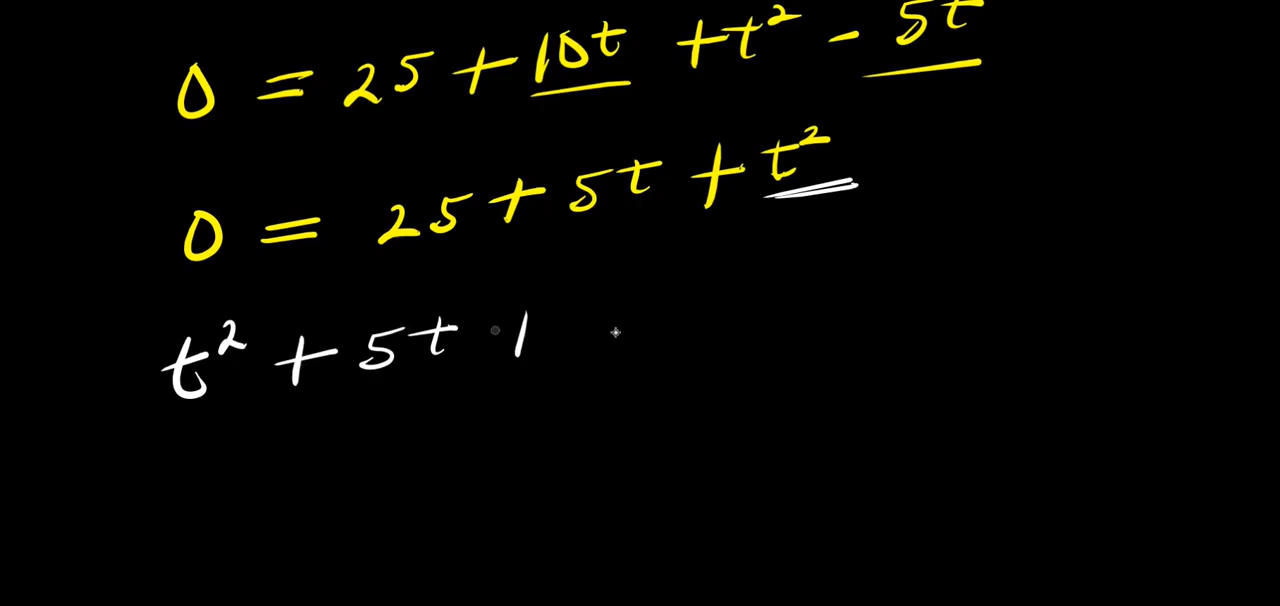 0 = 25 + 10t + t² - 5t
0 = 25 + 5t + t²
t² + 5t